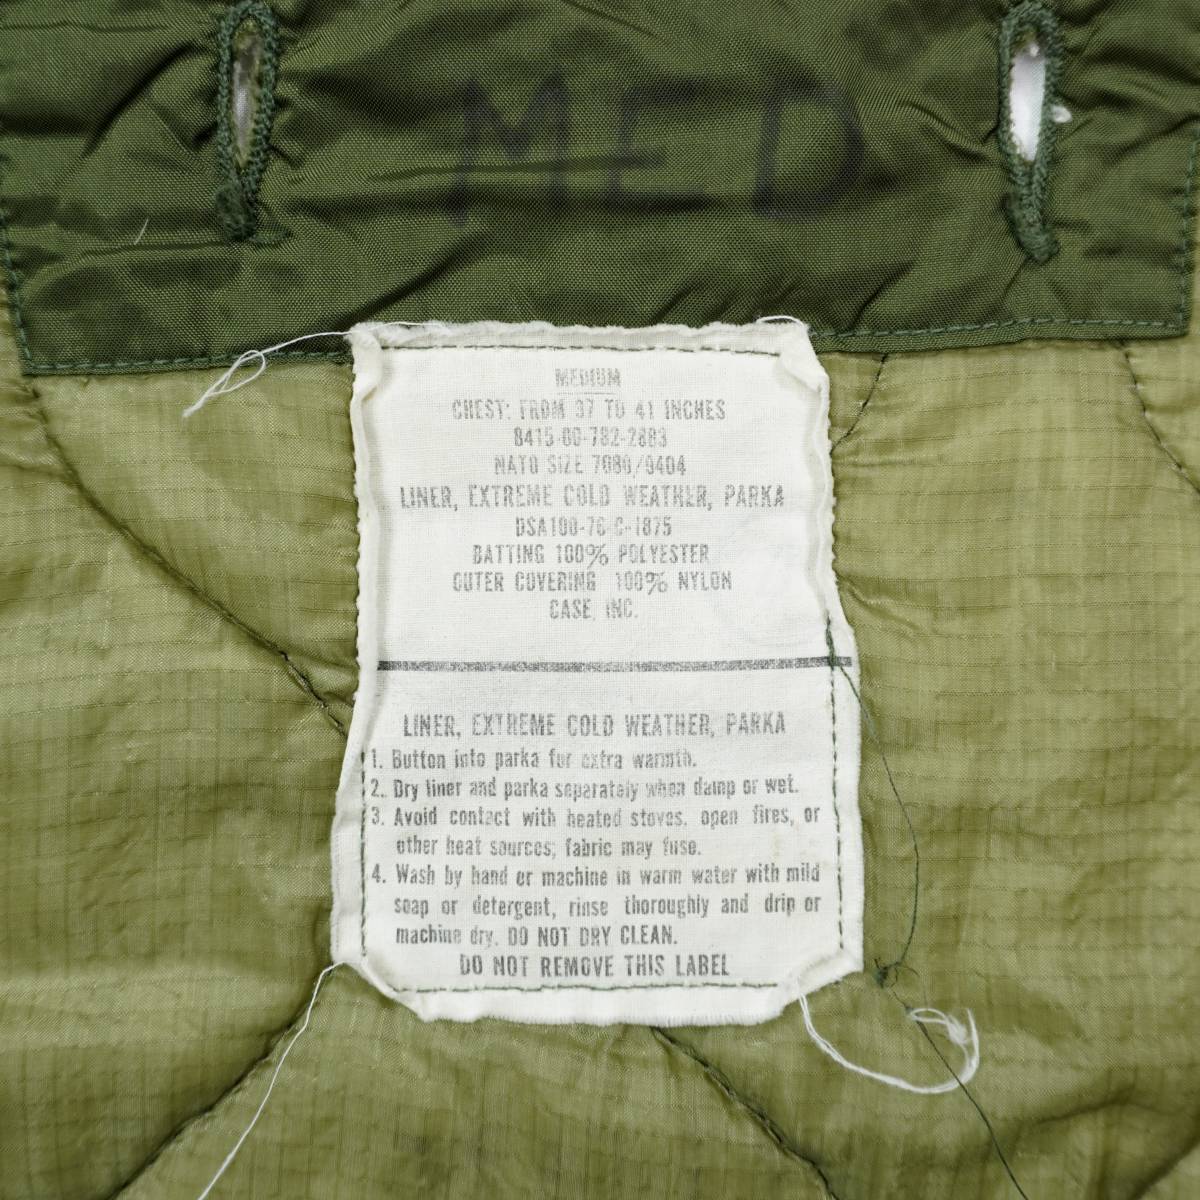 MED
MEDIUM
CHEST: FROM 37 TO 41 INCHES
8415-00-782-2883
NATO SIZE 7080/9404
LINER, EXTREME COLD WEATHER, PARKA
DSA100-76-C-1875
BATTING 100% POLYESTER
OUTER COVERING 100% NYLON
CASE, INC.
LINER, EXTREME COLD WEATHER, PARKA
1. Button into parka for extra warmth.
2. Dry liner and parka separately when damp or wet.
3. Avoid contact with heated stoves, open fires, or
other heat sources; fabric may fuse.
4. Wash by hand or machine in warm water with mild
soap or detergent, rinse thoroughly and drip or
machine dry. DO NOT DRY CLEAN.
DO NOT REMOVE THIS LABEL